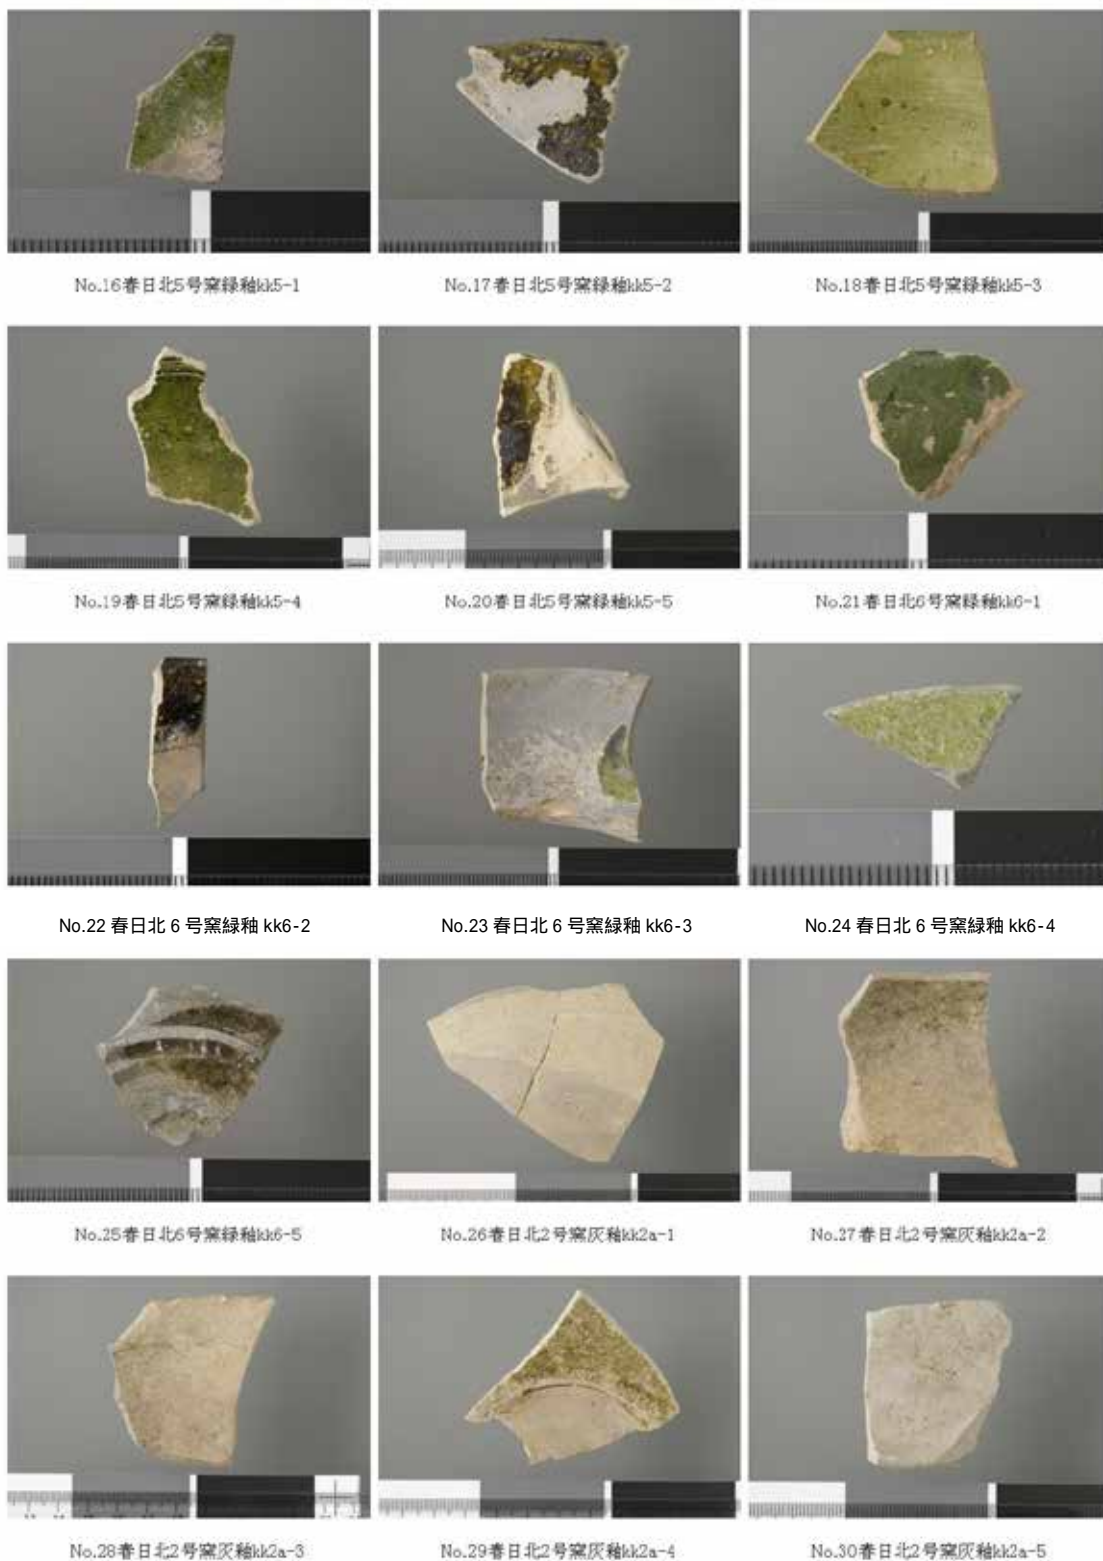 No.16春日北5号窯緑釉kk5-1
No.17春日北5号窯緑釉kk5-2
No.18春日北5号窯緑釉kk5-3
No.19春日北5号窯緑釉kk5-4
No.20春日北5号窯緑釉kk5-5
No.21春日北6号窯緑釉kk6-1
No.22 春日北 6 号窯緑釉 kk6-2
No.23 春日北 6 号窯緑釉 kk6-3
No.24 春日北 6 号窯緑釉 kk6-4
No.25春日北6号窯緑釉kk6-5
No.26春日北2号窯灰釉kk2a-1
No.27春日北2号窯灰釉kk2a-2
No.28春日北2号窯灰釉kk2a-3
No.29春日北2号窯灰釉kk2a-4
No.30春日北2号窯灰釉kk2a-5